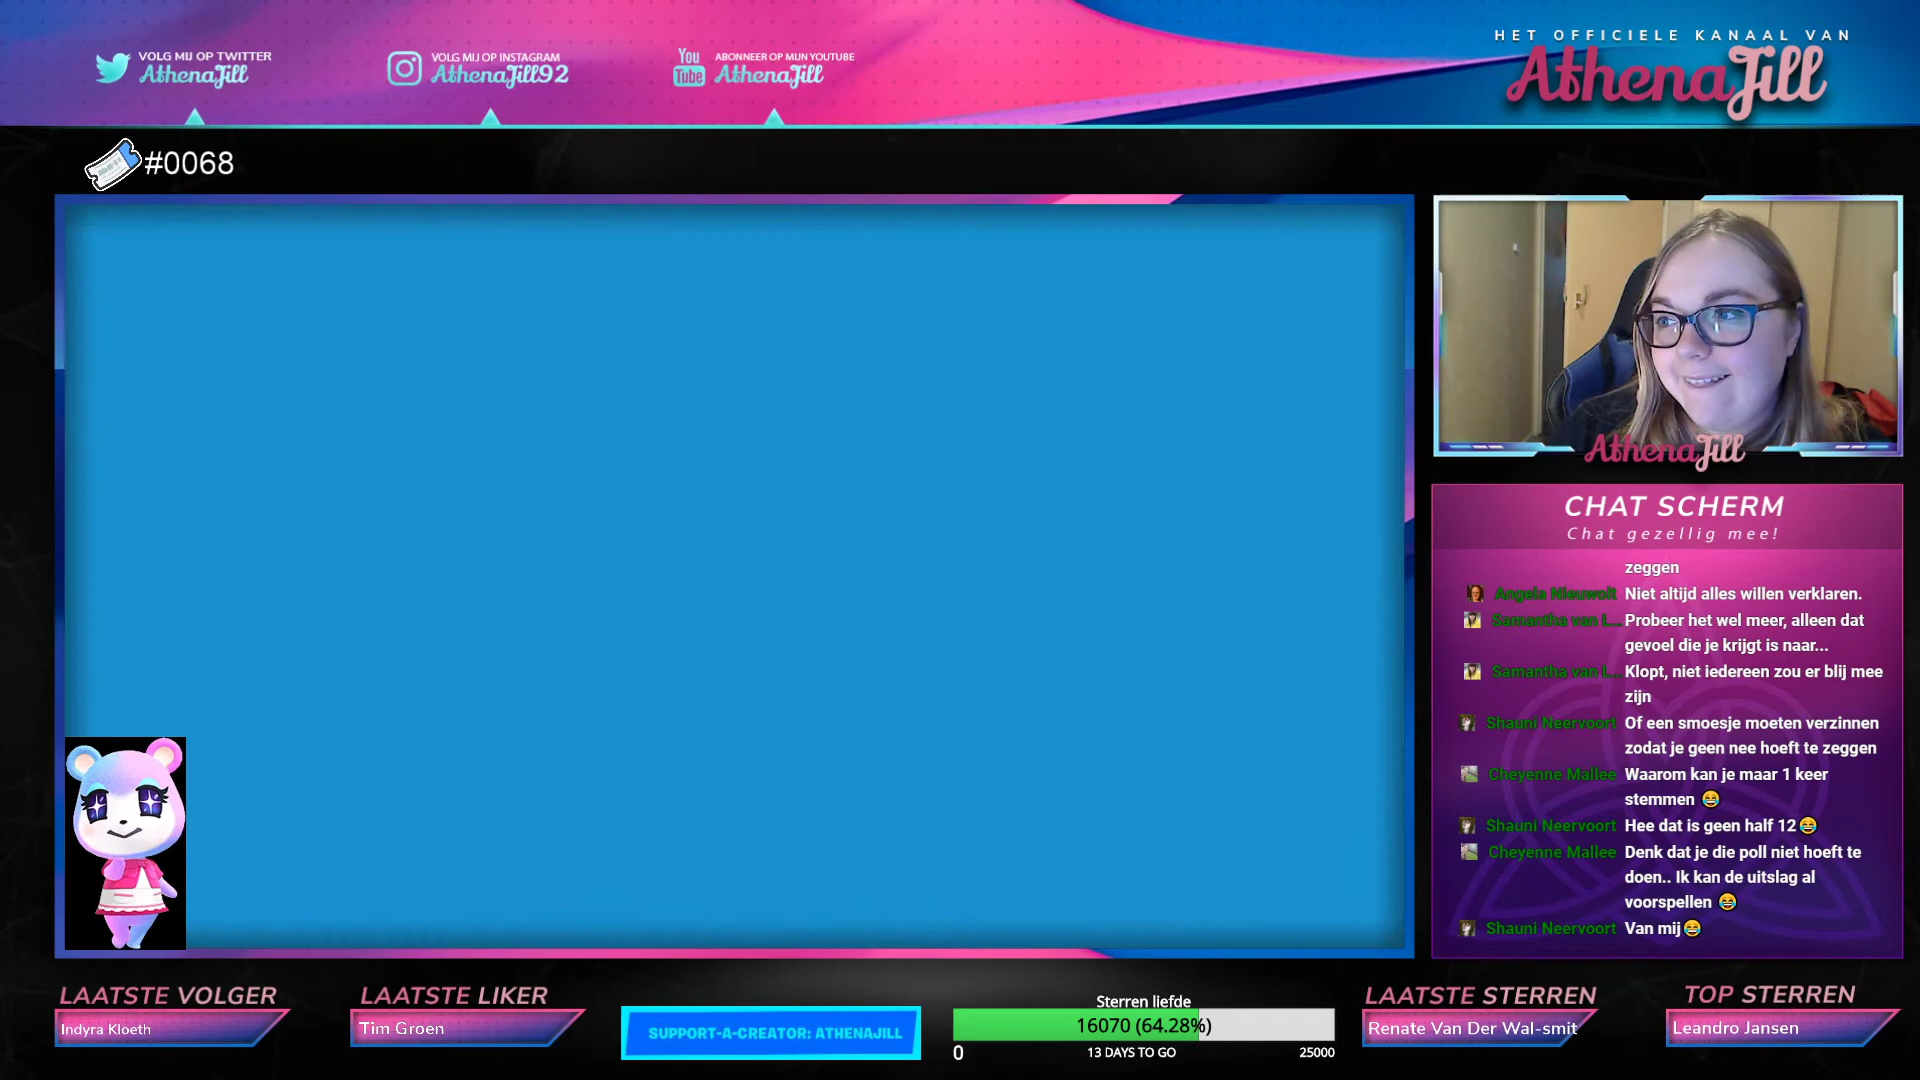 VOLG MIJ OP TWITTER
AthenaJill
VOLG MIJ OP INSTAGRAM
AthenaJill92
You
Tube
ABONNEER OP MIJN YOUTUBE
AthenaJill
HET OFFICIELE KANAAL VAN
AthenaJill
#0068
AthenaJill
CHAT SCHERM
Chat gezellig mee!
zeggen
Angela Nieuwolt Niet altijd alles willen verklaren.
Samantha van L... Probeer het wel meer, alleen dat
gevoel die je krijgt is naar...
Samantha van L... Klopt, niet iedereen zou er blij mee
zijn
Shauni Neervoort Of een smoesje moeten verzinnen
zodat je geen nee hoeft te zeggen
Cheyenne Mallee Waarom kan je maar 1 keer
stemmen 😂
Shauni Neervoort Hee dat is geen half 12 😂
Cheyenne Mallee Denk dat je die poll niet hoeft te
doen.. Ik kan de uitslag al
voorspellen 😂
Shauni Neervoort Van mij 😂
LAATSTE VOLGER
Indyra Kloeth
LAATSTE LIKER
Tim Groen
SUPPORT-A-CREATOR: ATHENAJILL
Sterren liefde
16070 (64.28%)
0
13 DAYS TO GO
25000
LAATSTE STERREN
Renate Van Der Wal-smit
TOP STERREN
Leandro Jansen